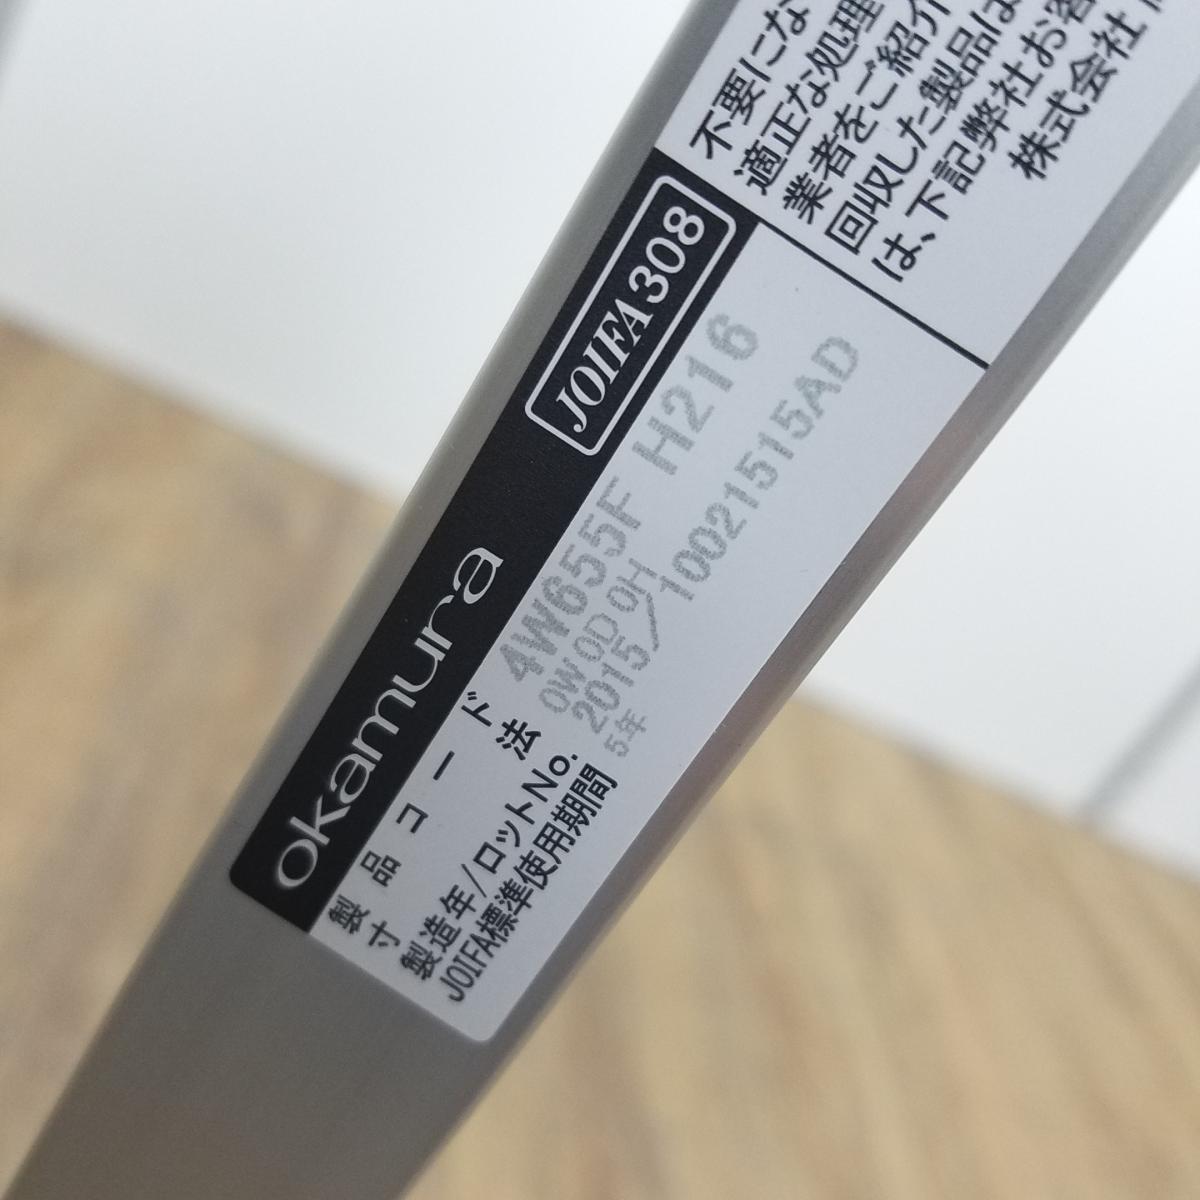 okamura JOIFA308
製品コード 4W655F H216
寸法 0W 0D 0H
製造年/ロットNo. 2015/10021515AD
JOIFA標準使用期間 5年
不要にな
適正な処理
業者をご紹介
回収した製品は
は、下記弊社お客
株式会社